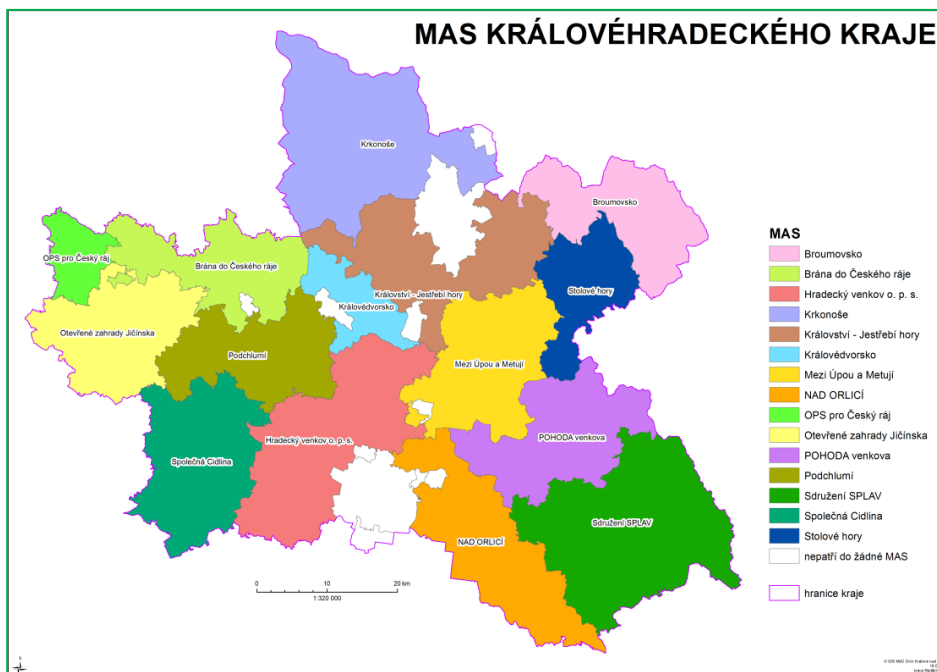 MAS KRÁLOVÉHRADECKÉHO KRAJE
Krkonoše
Broumovsko
OPS pro Český ráj
Brána do Českého ráje
Království - Jestřebí hory
Stolové hory
Královédvorsko
Otevřené zahrady Jičínska
Podchlumí
Mezi Úpou a Metují
Hradecký venkov o. p. s.
POHODA venkova
Společná Cidlina
Sdružení SPLAV
NAD ORLICÍ
0 10 20 km
1:320 000
MAS
Broumovsko
Brána do Českého ráje
Hradecký venkov o. p. s.
Krkonoše
Království - Jestřebí hory
Královédvorsko
Mezi Úpou a Metují
NAD ORLICÍ
OPS pro Český ráj
Otevřené zahrady Jičínska
POHODA venkova
Podchlumí
Sdružení SPLAV
Společná Cidlina
Stolové hory
nepatří do žádné MAS
hranice kraje